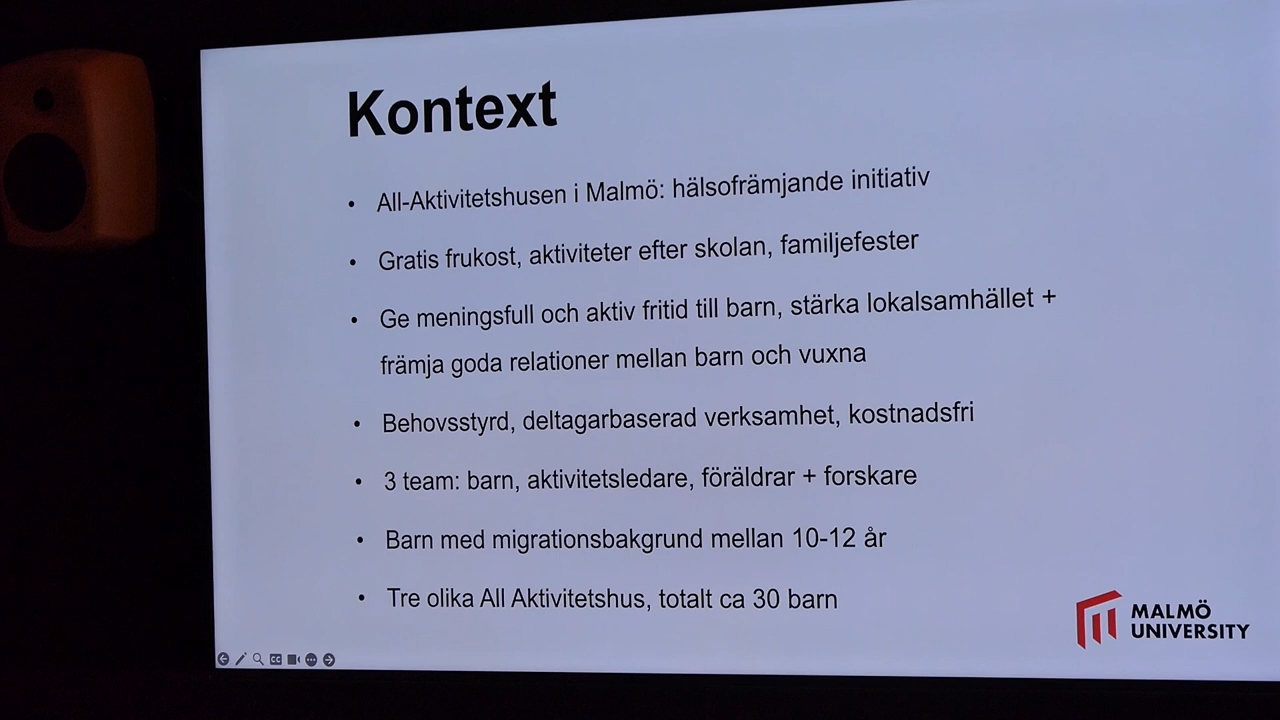 Kontext
• All-Aktivitetshusen i Malmö: hälsofrämjande initiativ
• Gratis frukost, aktiviteter efter skolan, familjefester
• Ge meningsfull och aktiv fritid till barn, stärka lokalsamhället +
främja goda relationer mellan barn och vuxna
• Behovsstyrd, deltagarbaserad verksamhet, kostnadsfri
• 3 team: barn, aktivitetsledare, föräldrar + forskare
• Barn med migrationsbakgrund mellan 10-12 år
• Tre olika All Aktivitetshus, totalt ca 30 barn
MALMÖ
UNIVERSITY
CC